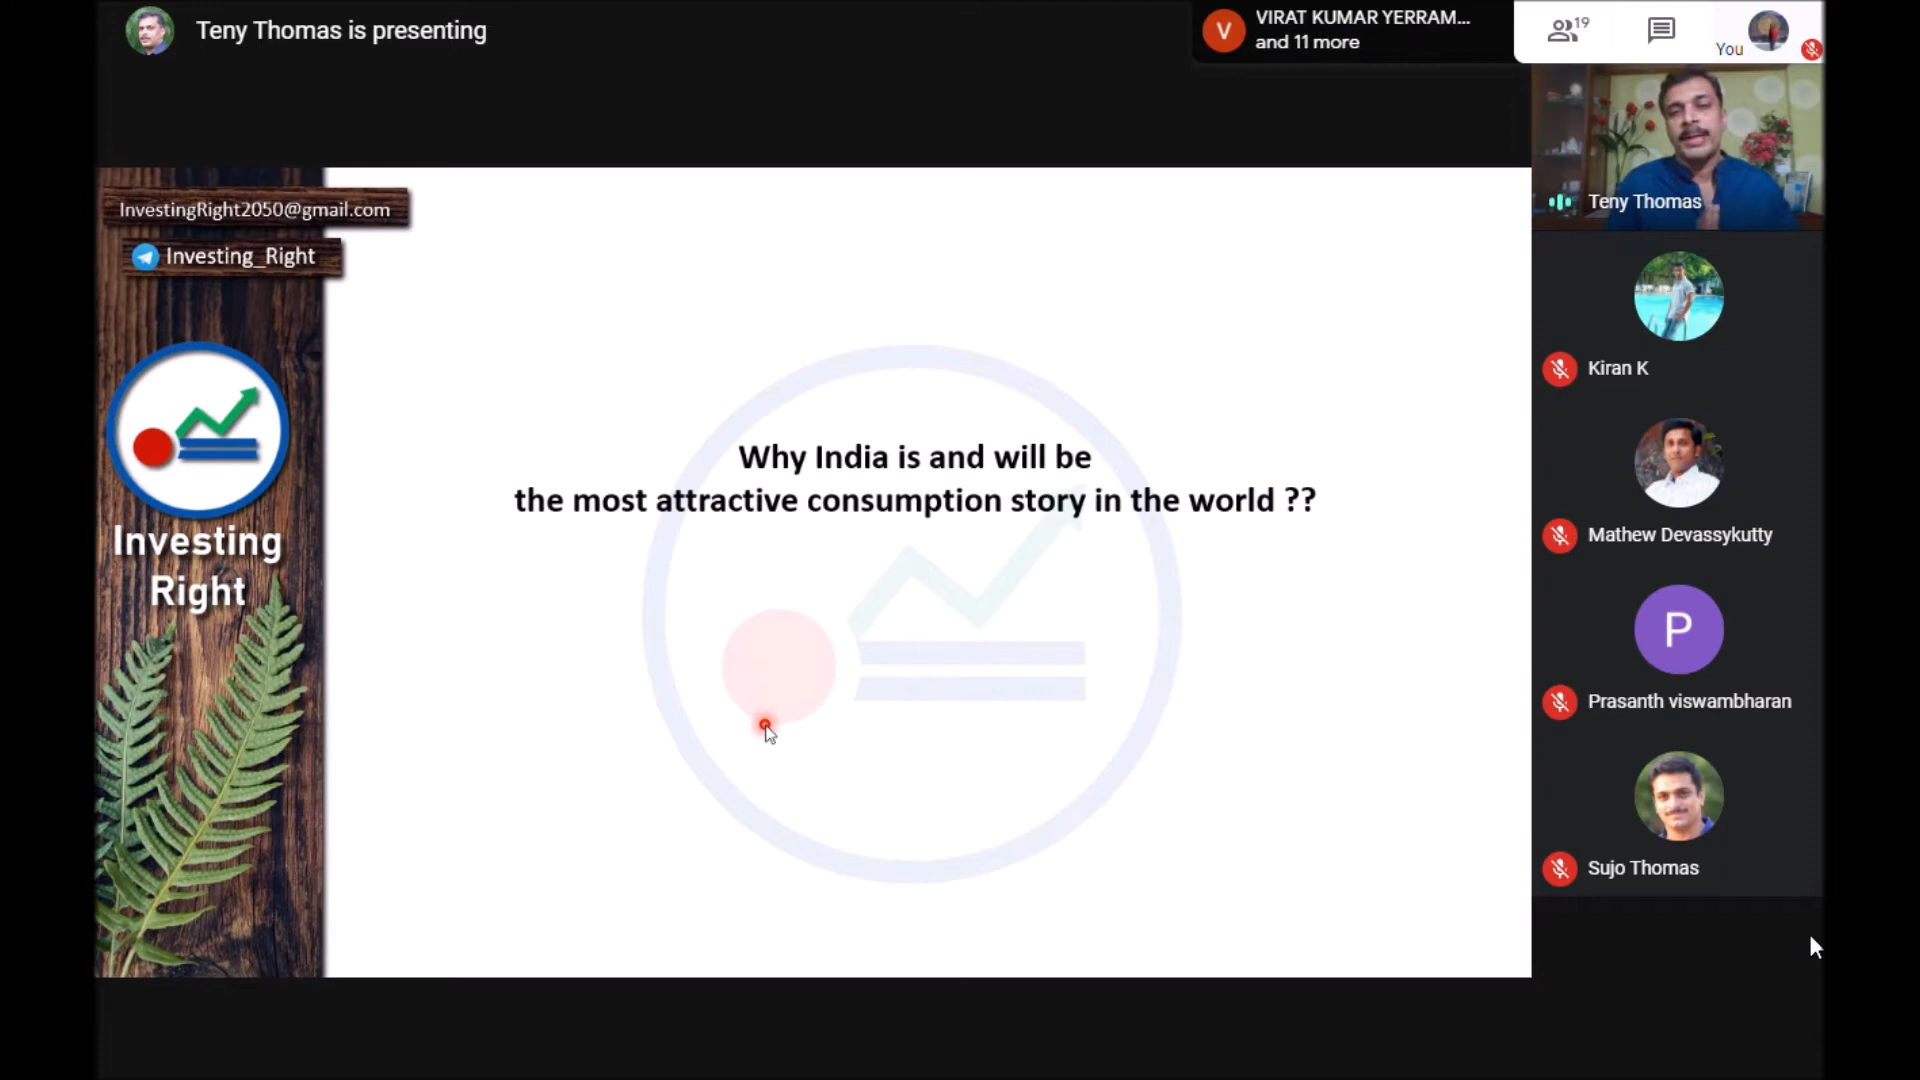 Teny Thomas is presenting
VIRAT KUMAR YERRAM...
and 11 more
19
You
InvestingRight2050@gmail.com
Investing_Right
Investing
Right
Why India is and will be
the most attractive consumption story in the world ??
Teny Thomas
Kiran K
Mathew Devassykutty
P
Prasanth viswambharan
Sujo Thomas
V